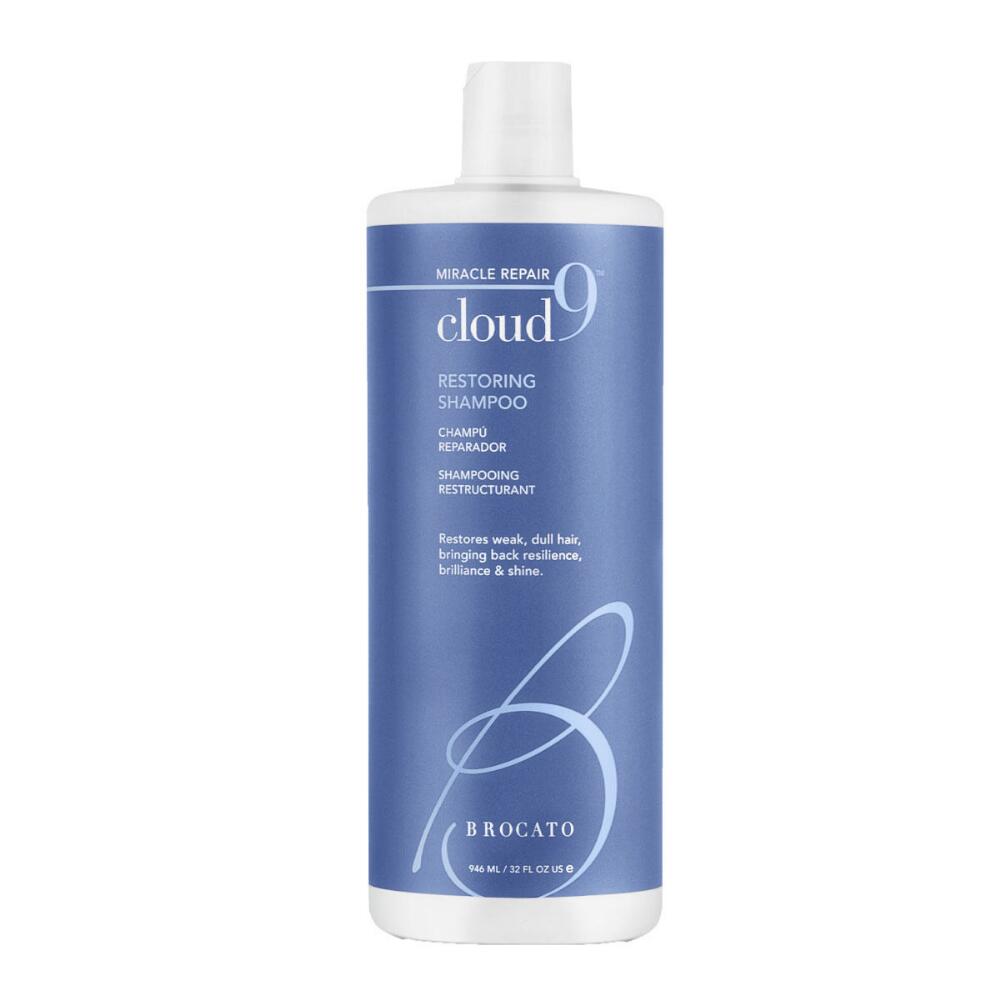 MIRACLE REPAIR
cloud9™
RESTORING
SHAMPOO
CHAMPÚ
REPARADOR
SHAMPOOING
RESTRUCTURANT
Restores weak, dull hair,
bringing back resilience,
brilliance & shine.
B
BROCATO
946 ML / 32 FL OZ US ℮